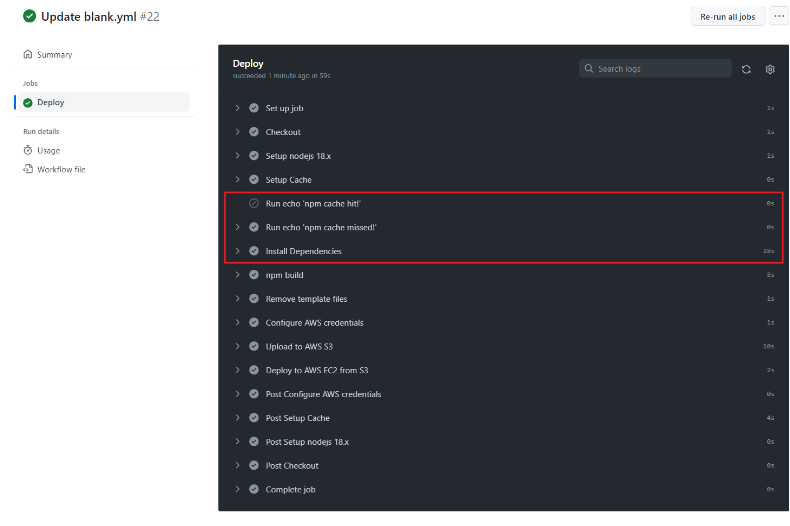 Update blank.yml #22
Re-run all jobs
...
Summary
Jobs
Deploy
Run details
Usage
Workflow file
Deploy
succeeded 1 minute ago in 59s
Search logs
Set up job 1s
Checkout 1s
Setup nodejs 18.x 1s
Setup Cache 0s
Run echo 'npm cache hit!' 0s
Run echo 'npm cache missed!' 0s
Install Dependencies 28s
npm build 8s
Remove template files 1s
Configure AWS credentials 1s
Upload to AWS S3 10s
Deploy to AWS EC2 from S3 2s
Post Configure AWS credentials 0s
Post Setup Cache 4s
Post Setup nodejs 18.x 0s
Post Checkout 0s
Complete job 0s